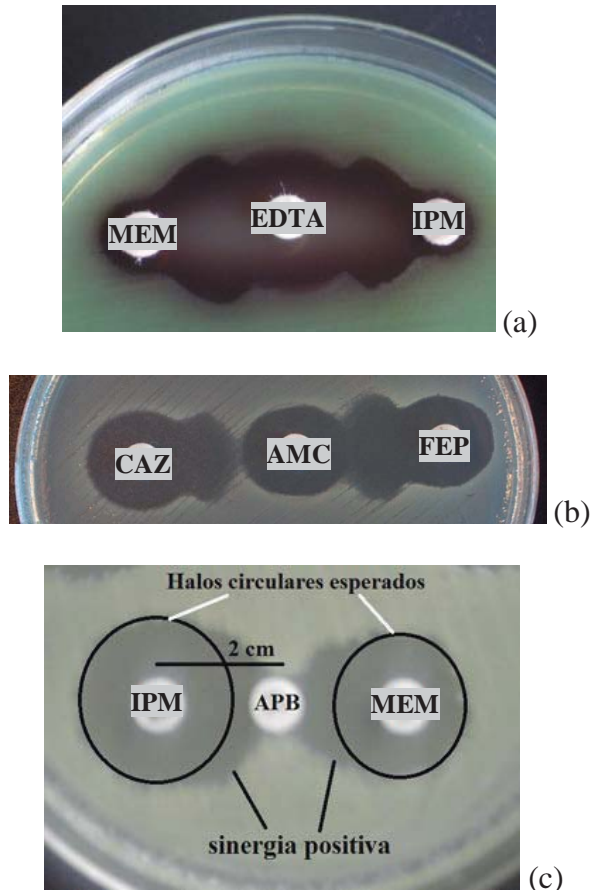 MEM EDTA IPM
(a)
CAZ AMC FEP
(b)
Halos circulares esperados
2 cm
IPM APB MEM
sinergia positiva
(c)